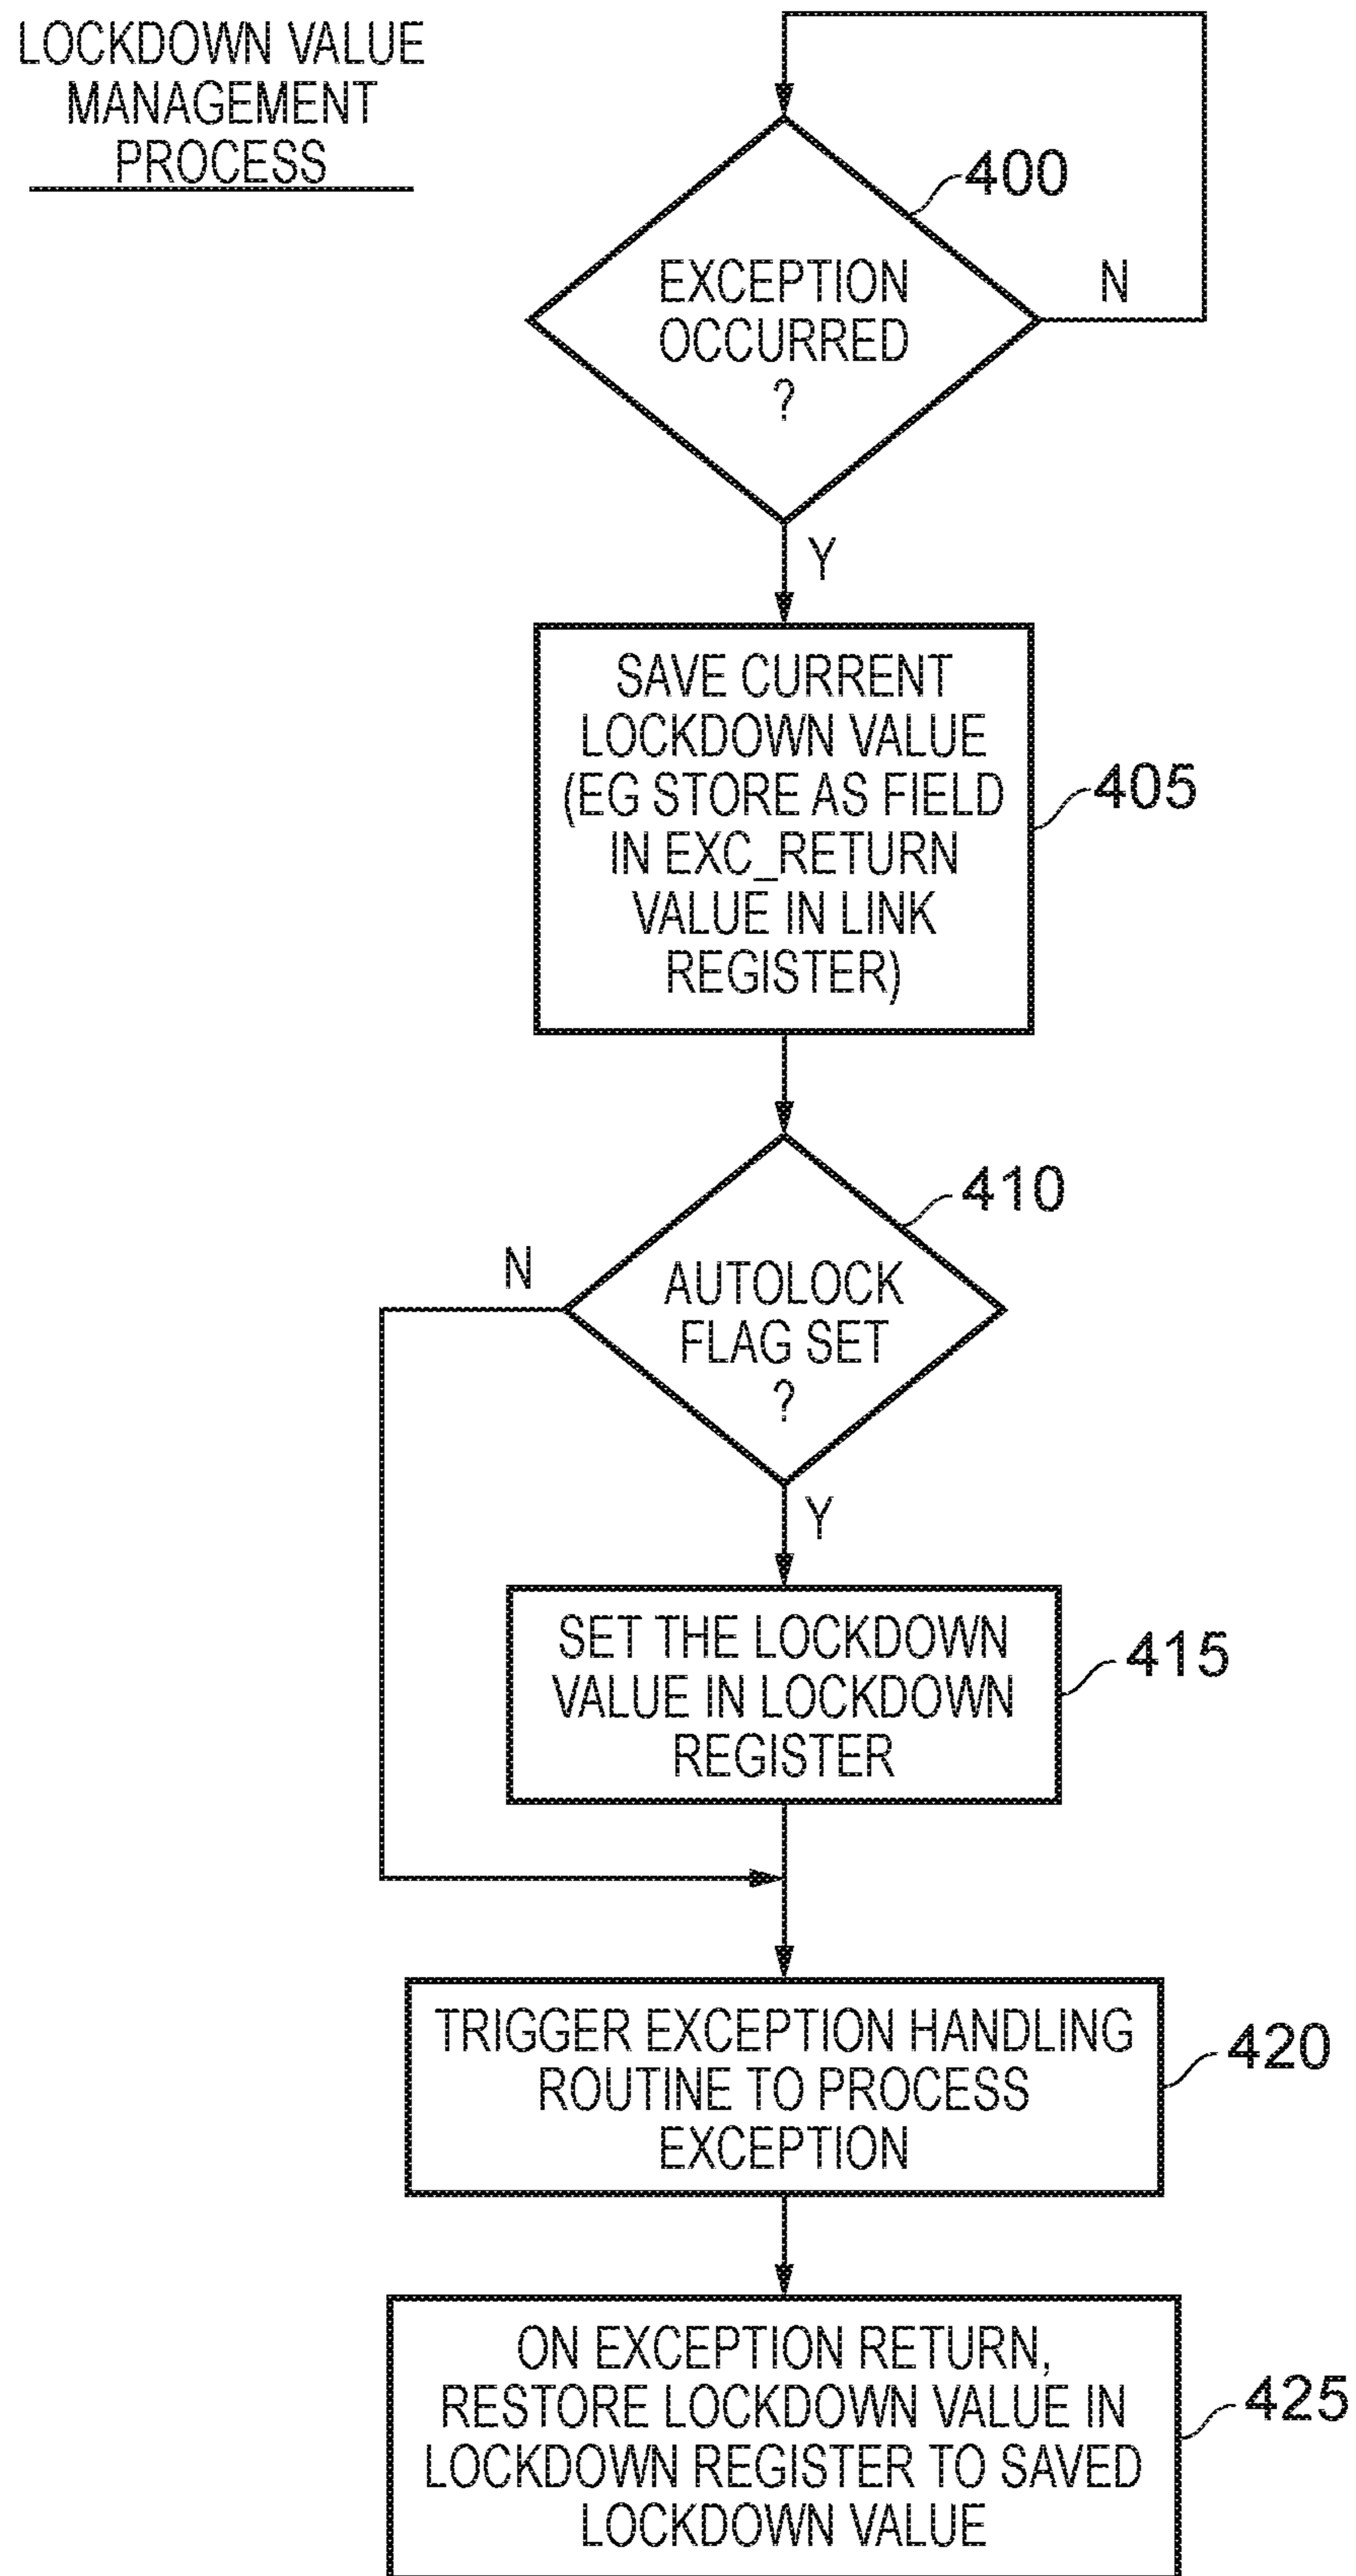 LOCKDOWN VALUE
MANAGEMENT
PROCESS
400
EXCEPTION
OCCURRED
?
N
Y
SAVE CURRENT
LOCKDOWN VALUE
(EG STORE AS FIELD
IN EXC_RETURN
VALUE IN LINK
REGISTER)
405
410
N
AUTOLOCK
FLAG SET
?
Y
SET THE LOCKDOWN
VALUE IN LOCKDOWN
REGISTER
415
TRIGGER EXCEPTION HANDLING
ROUTINE TO PROCESS
EXCEPTION
420
ON EXCEPTION RETURN,
RESTORE LOCKDOWN VALUE IN
LOCKDOWN REGISTER TO SAVED
LOCKDOWN VALUE
425